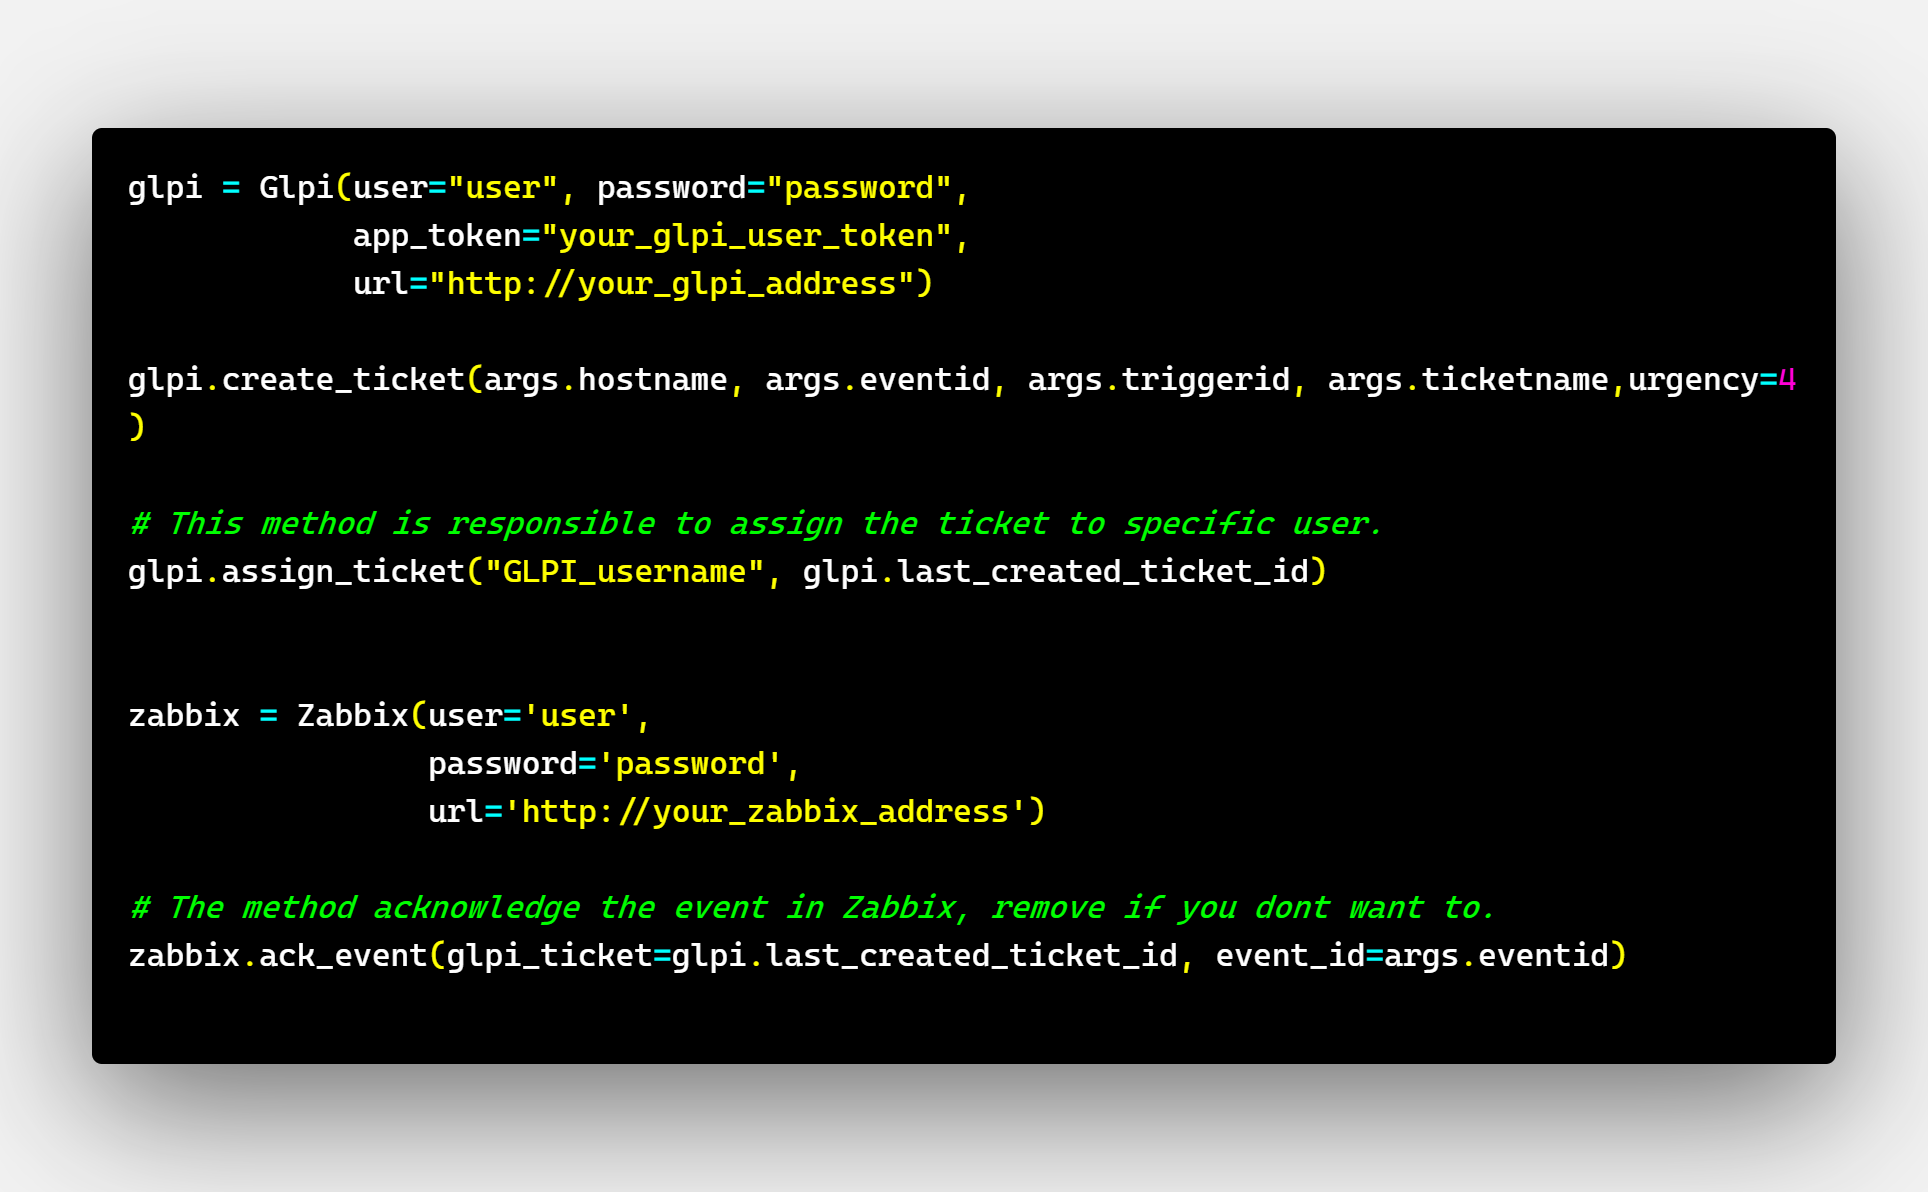 glpi = Glpi(user="user", password="password",
            app_token="your_glpi_user_token",
            url="http://your_glpi_address")

glpi.create_ticket(args.hostname, args.eventid, args.triggerid, args.ticketname,urgency=4
)

# This method is responsible to assign the ticket to specific user.
glpi.assign_ticket("GLPI_username", glpi.last_created_ticket_id)


zabbix = Zabbix(user='user',
                password='password',
                url='http://your_zabbix_address')

# The method acknowledge the event in Zabbix, remove if you dont want to.
zabbix.ack_event(glpi_ticket=glpi.last_created_ticket_id, event_id=args.eventid)